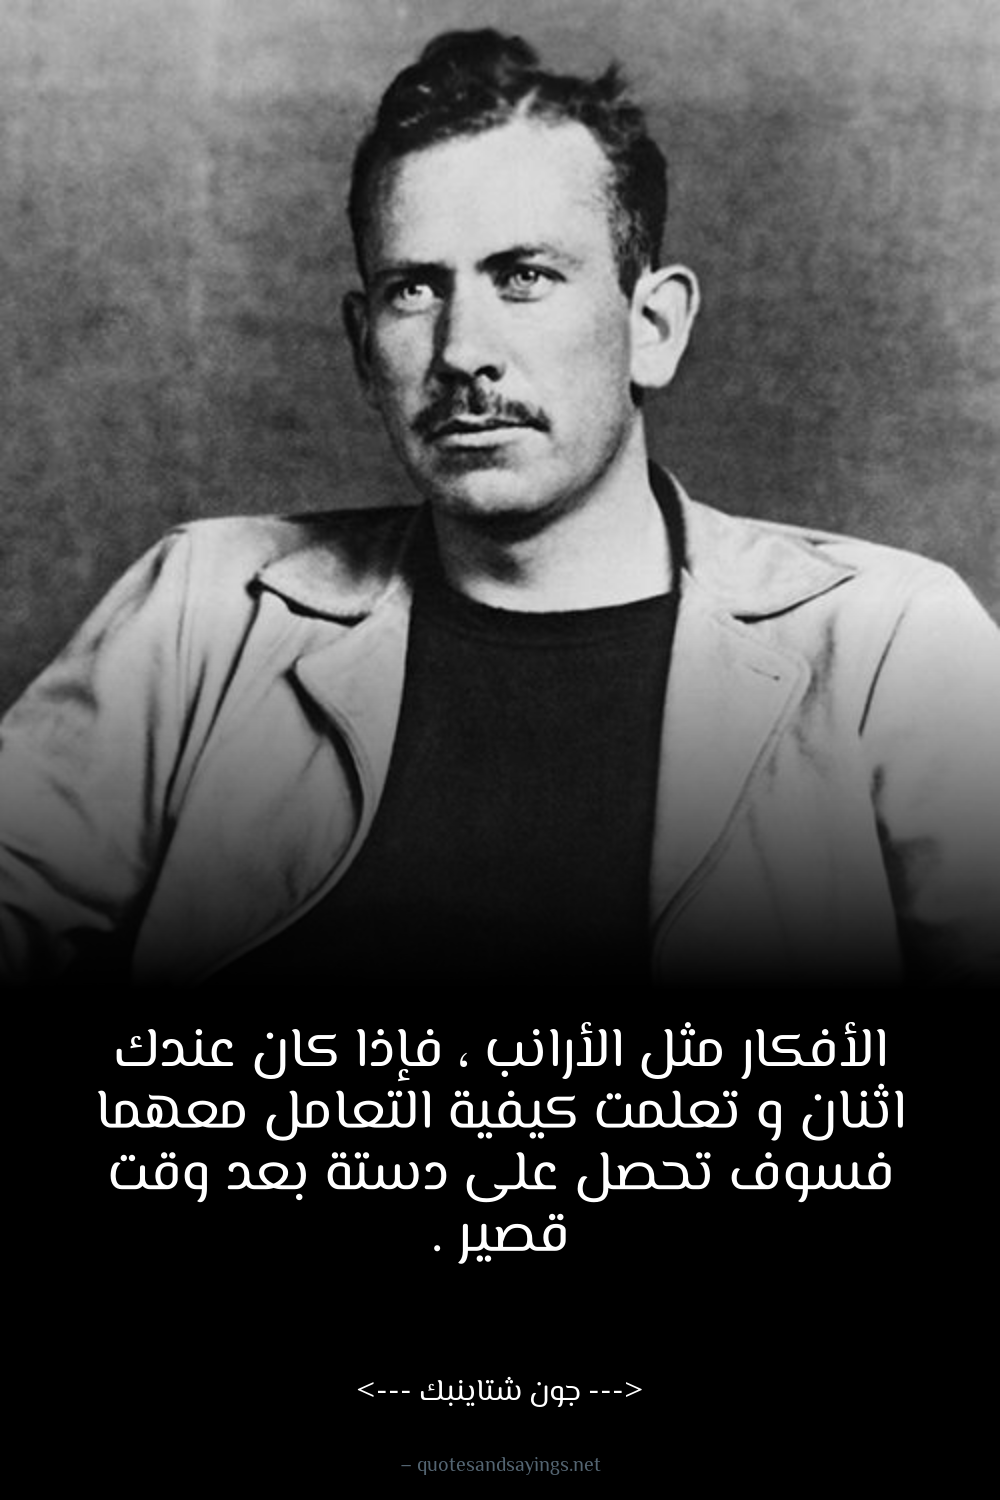 الأفكار مثل الأرانب ، فإذا كان عندك
اثنان و تعلمت كيفية التعامل معهما
فسوف تحصل على دستة بعد وقت
قصير .
<--- جون شتاينبك --->
– quotesandsayings.net